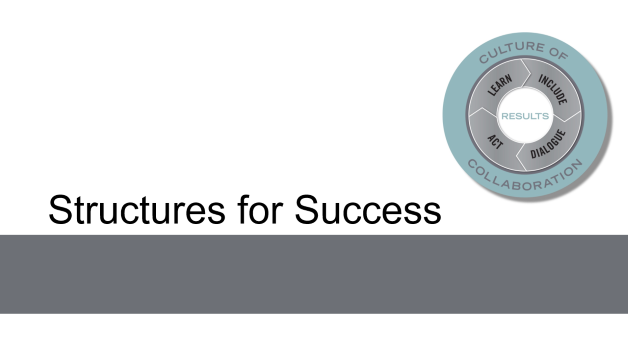 CULTURE OF
LEARN
INCLUDE
RESULTS
ACT
DIALOGUE
COLLABORATION
Structures for Success